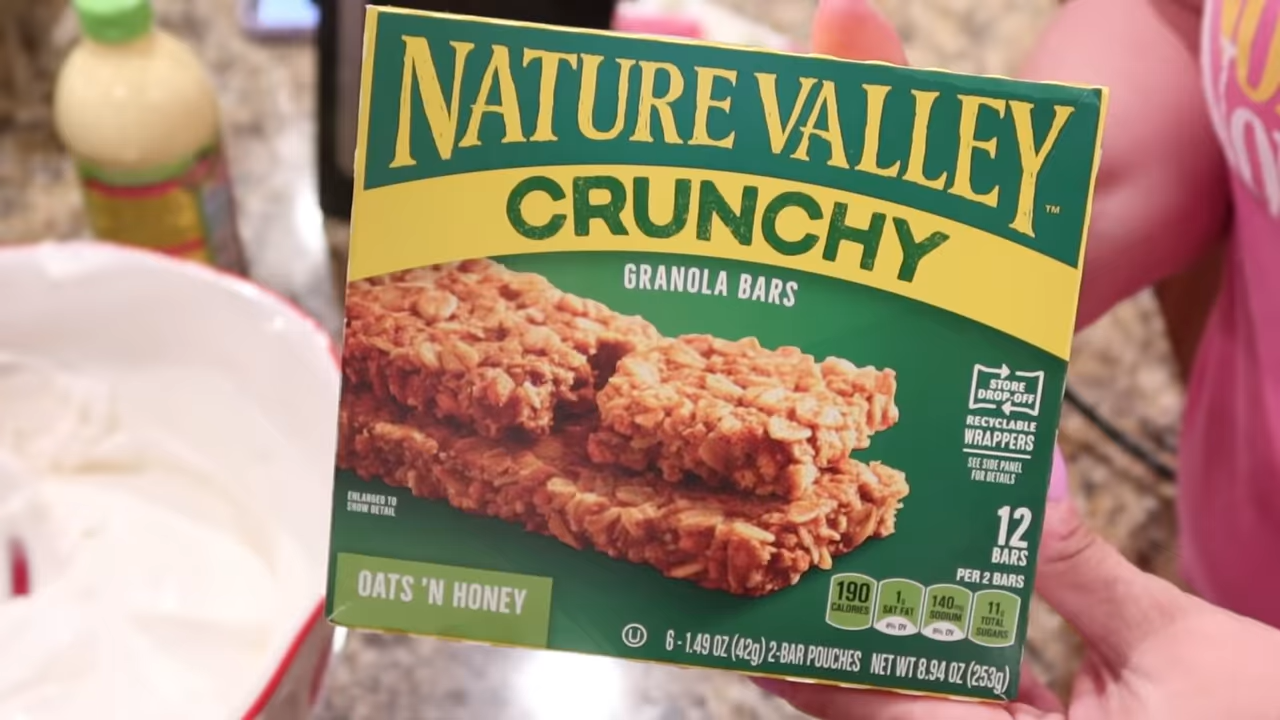 NATURE VALLEY™
CRUNCHY
GRANOLA BARS
STORE
DROP-OFF
RECYCLABLE
WRAPPERS
SEE SIDE PANEL
FOR DETAILS
ENLARGED TO
SHOW DETAIL
12
BARS
PER 2 BARS
190
CALORIES
1g
SAT FAT
140mg
SODIUM
11g
TOTAL
SUGARS
OATS 'N HONEY
U
6 - 1.49 OZ (42g) 2-BAR POUCHES NET WT 8.94 OZ (253g)